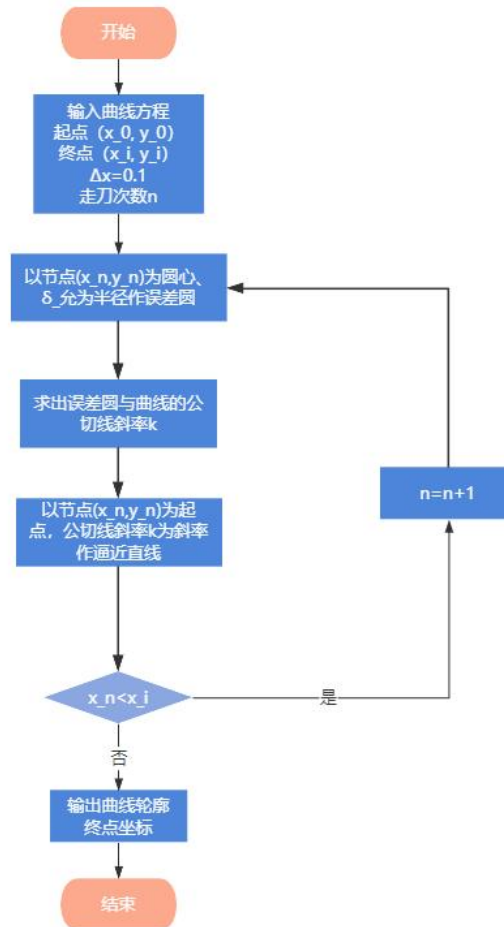 开始
输入曲线方程
起点（x_0, y_0）
终点（x_i, y_i）
Δx=0.1
走刀次数n
以节点(x_n,y_n)为圆心、
δ_允为半径作误差圆
求出误差圆与曲线的公
切线斜率k
n=n+1
以节点(x_n,y_n)为起
点，公切线斜率k为斜率
作逼近直线
x_n<x_i
是
否
输出曲线轮廓
终点坐标
结束